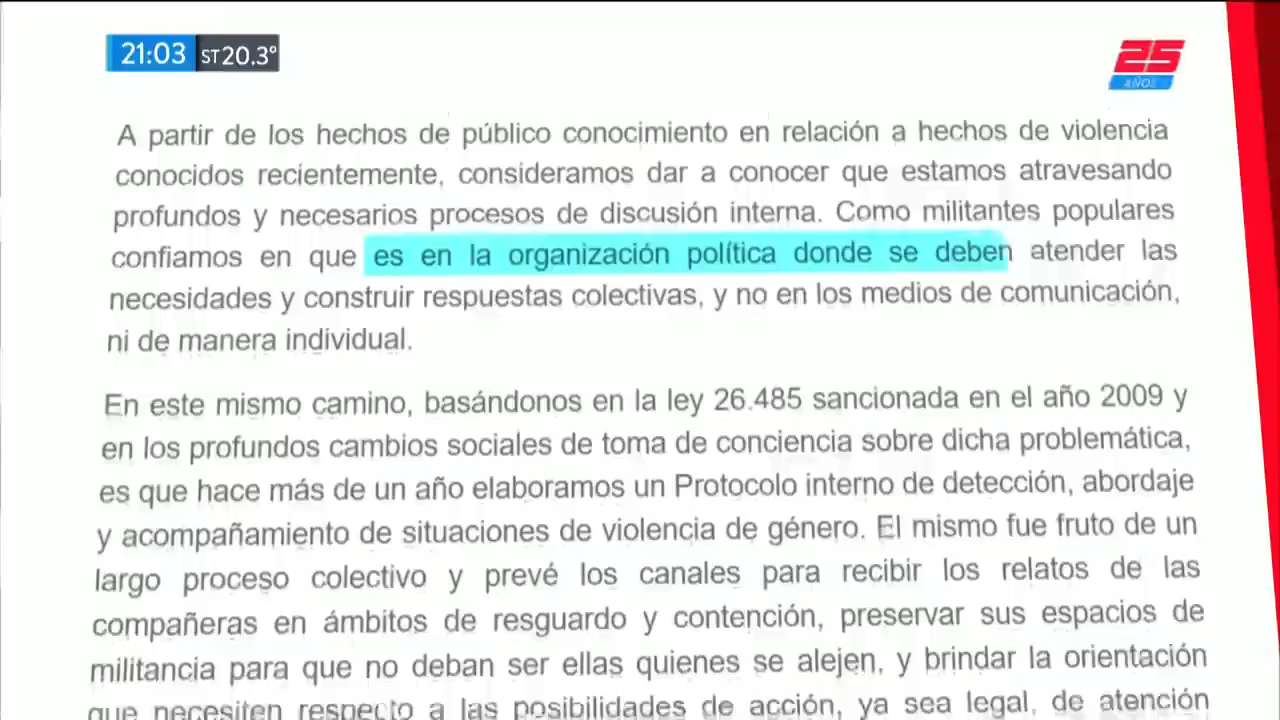 21:03 ST20.3°
25
AÑOS
A partir de los hechos de público conocimiento en relación a hechos de violencia
conocidos recientemente, consideramos dar a conocer que estamos atravesando
profundos y necesarios procesos de discusión interna. Como militantes populares
confiamos en que es en la organización política donde se deben atender las
necesidades y construir respuestas colectivas, y no en los medios de comunicación,
ni de manera individual.
En este mismo camino, basándonos en la ley 26.485 sancionada en el año 2009 y
en los profundos cambios sociales de toma de conciencia sobre dicha problemática,
es que hace más de un año elaboramos un Protocolo interno de detección, abordaje
y acompañamiento de situaciones de violencia de género. El mismo fue fruto de un
largo proceso colectivo y prevé los canales para recibir los relatos de las
compañeras en ámbitos de resguardo y contención, preservar sus espacios de
militancia para que no deban ser ellas quienes se alejen, y brindar la orientación
que necesiten respecto a las posibilidades de acción, ya sea legal, de atención